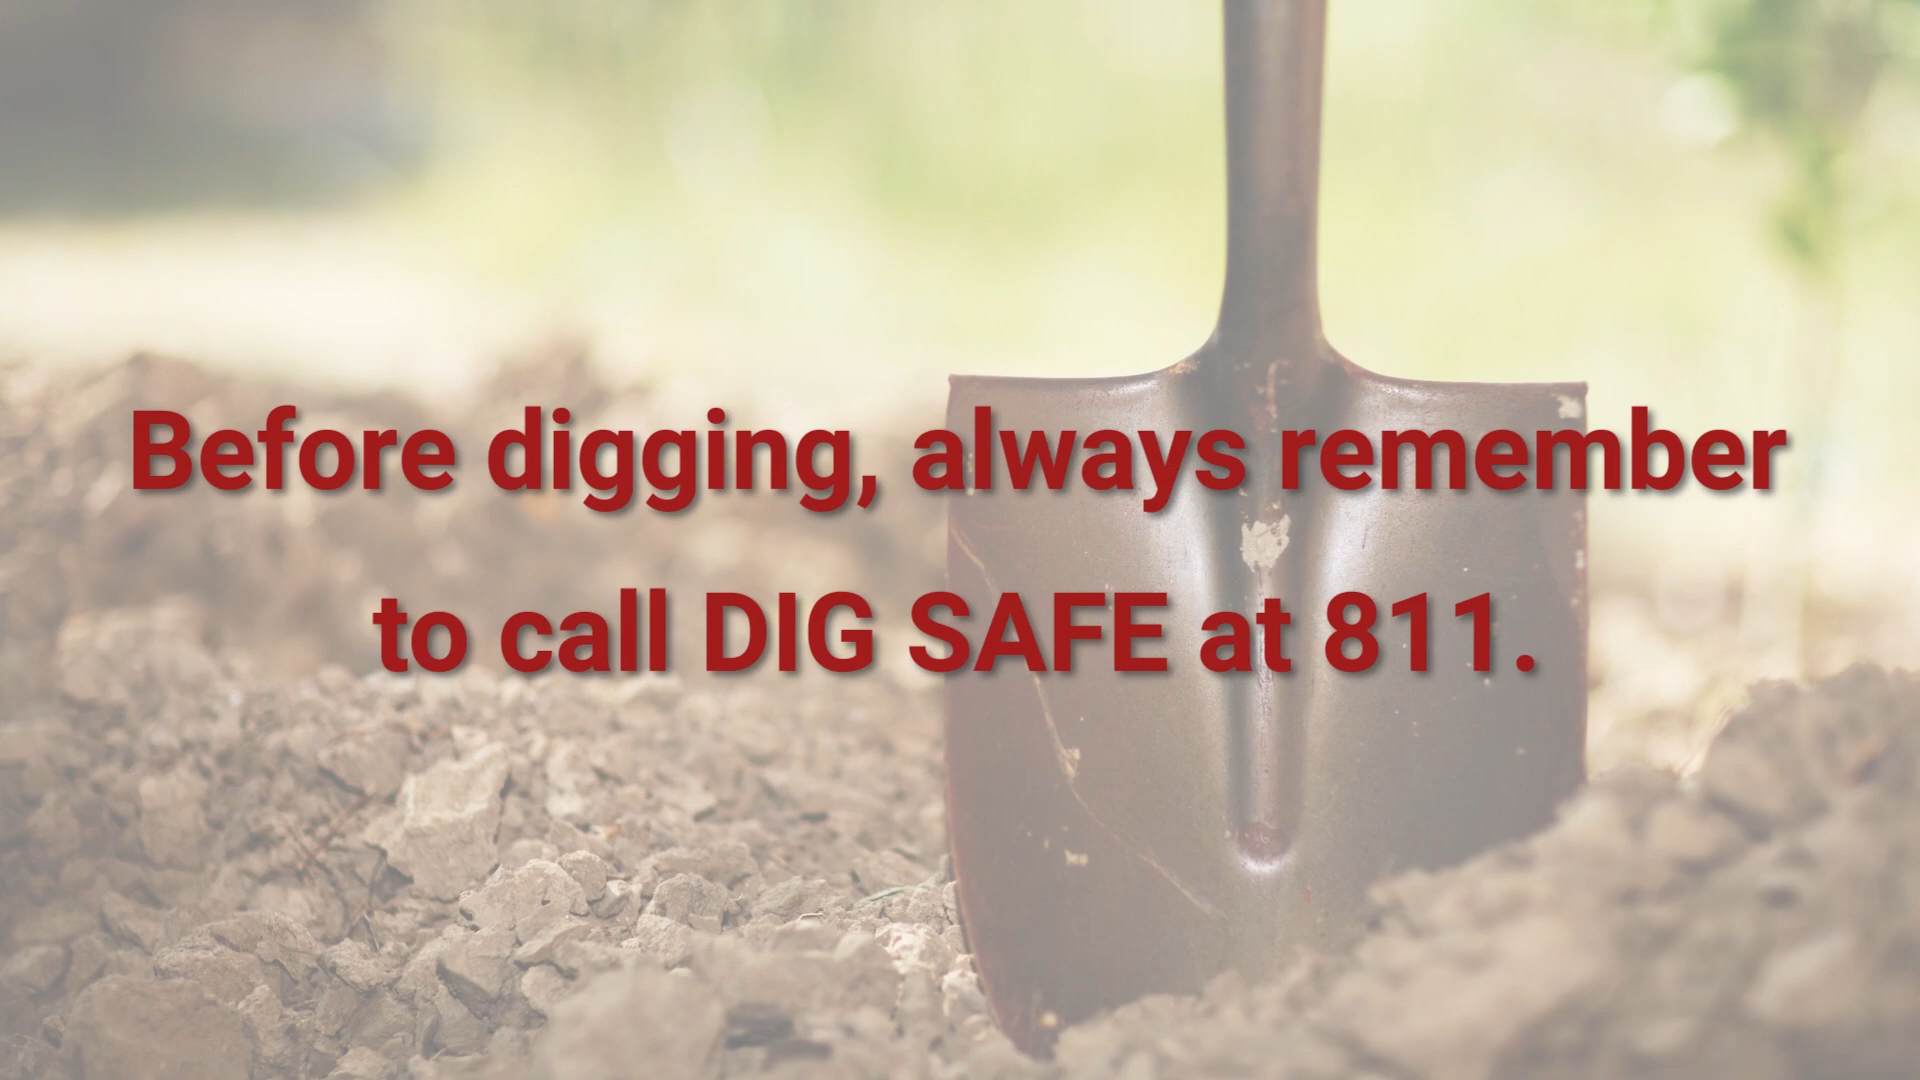 Before digging, always remember
to call DIG SAFE at 811.